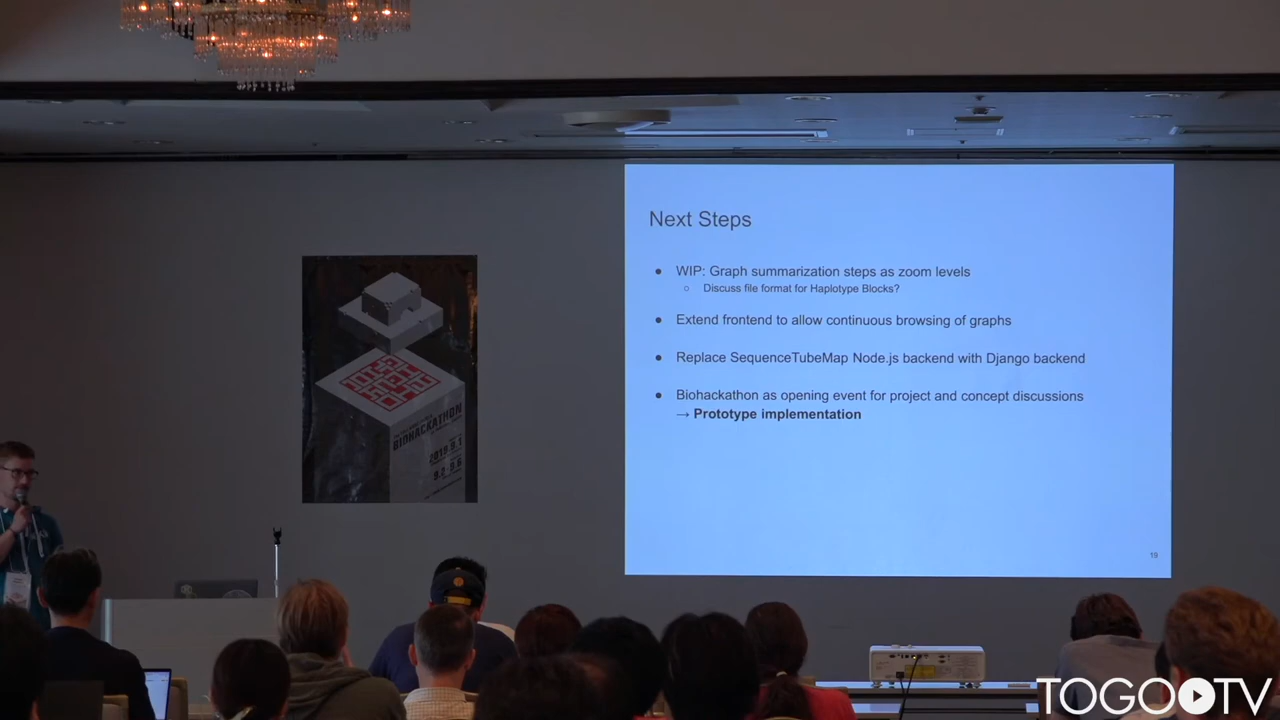 Next Steps
● WIP: Graph summarization steps as zoom levels
○ Discuss file format for Haplotype Blocks?
● Extend frontend to allow continuous browsing of graphs
● Replace SequenceTubeMap Node.js backend with Django backend
● Biohackathon as opening event for project and concept discussions
→ Prototype implementation
19
BIOHACKATHON
TOGOTV